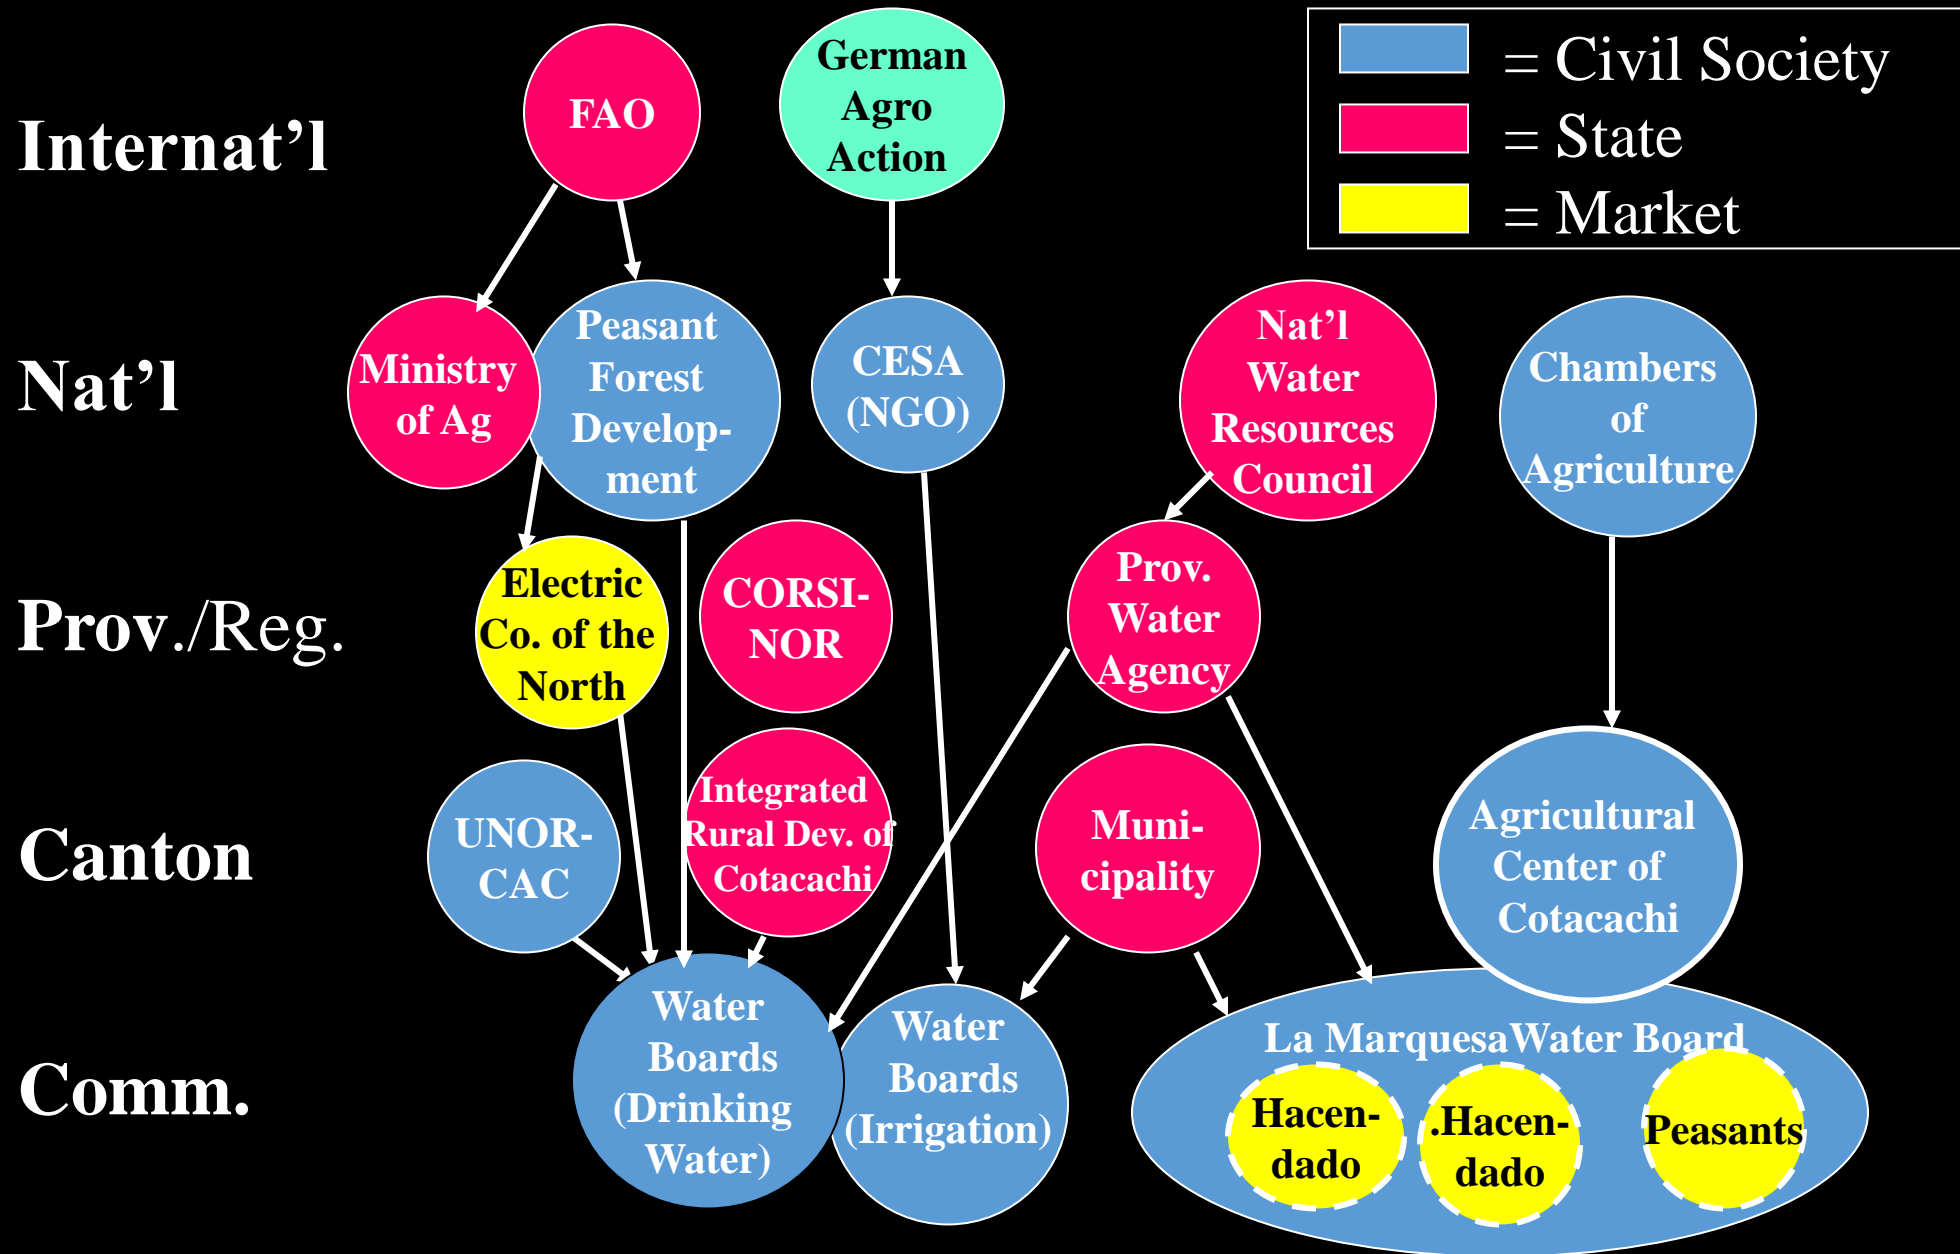 Internat’l
FAO
German
Agro
Action
= Civil Society
= State
= Market
Nat’l
Ministry
of Ag
Peasant
Forest
Develop-
ment
CESA
(NGO)
Nat’l
Water
Resources
Council
Chambers
of
Agriculture
Prov./Reg.
Electric
Co. of the
North
CORSI-
NOR
Prov.
Water
Agency
Canton
UNOR-
CAC
Integrated
Rural Dev. of
Cotacachi
Muni-
cipality
Agricultural
Center of
Cotacachi
Comm.
Water
Boards
(Drinking
Water)
Water
Boards
(Irrigation)
La MarquesaWater Board
Hacen-
dado
.Hacen-
dado
Peasants